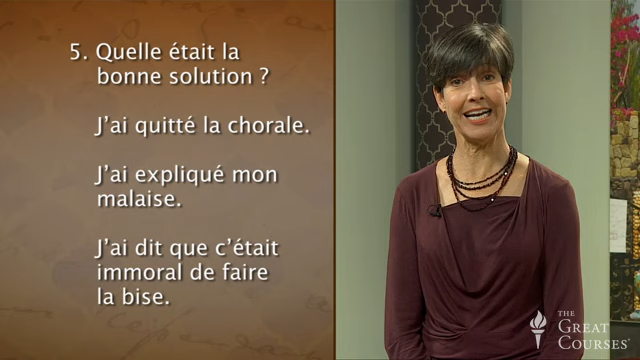 5. Quelle était la
bonne solution ?
J'ai quitté la chorale.
J'ai expliqué mon
malaise.
J'ai dit que c'était
immoral de faire
la bise.
THE
GREAT
COURSES®